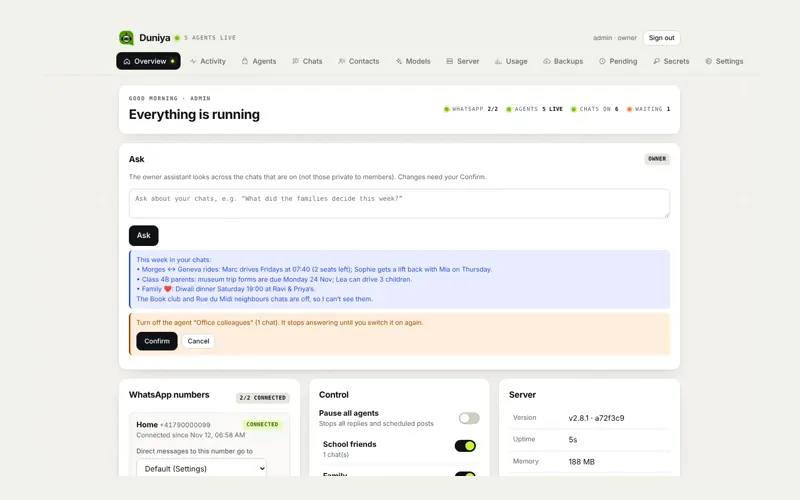 Duniya 5 AGENTS LIVE
admin · owner Sign out
Overview Activity Agents Chats Contacts Models Server Usage Backups Pending Secrets Settings
GOOD MORNING · ADMIN
Everything is running
WHATSAPP 2/2 AGENTS 5 LIVE CHATS ON 6 WAITING 1
Ask
OWNER
The owner assistant looks across the chats that are on (not those private to members). Changes need your Confirm.
Ask about your chats, e.g. "What did the families decide this week?"
Ask
This week in your chats:
• Morges ↔ Geneva rides: Marc drives Fridays at 07:40 (2 seats left); Sophie gets a lift back with Mia on Thursday.
• Class 4B parents: museum trip forms are due Monday 24 Nov; Lea can drive 3 children.
• Family ❤️: Diwali dinner Saturday 19:00 at Ravi & Priya's.
The Book club and Rue du Midi neighbours chats are off, so I can't see them.
Turn off the agent "Office colleagues" (1 chat). It stops answering until you switch it on again.
Confirm Cancel
WhatsApp numbers 2/2 CONNECTED
Home +41790000099 CONNECTED
Connected since Nov 12, 06:58 AM
Direct messages to this number go to
Default (Settings)
Control
Pause all agents
Stops all replies and scheduled posts
School friends
1 chat(s)
Family
Server
Version v2.8.1 · a72f3c9
Uptime 5s
Memory 188 MB